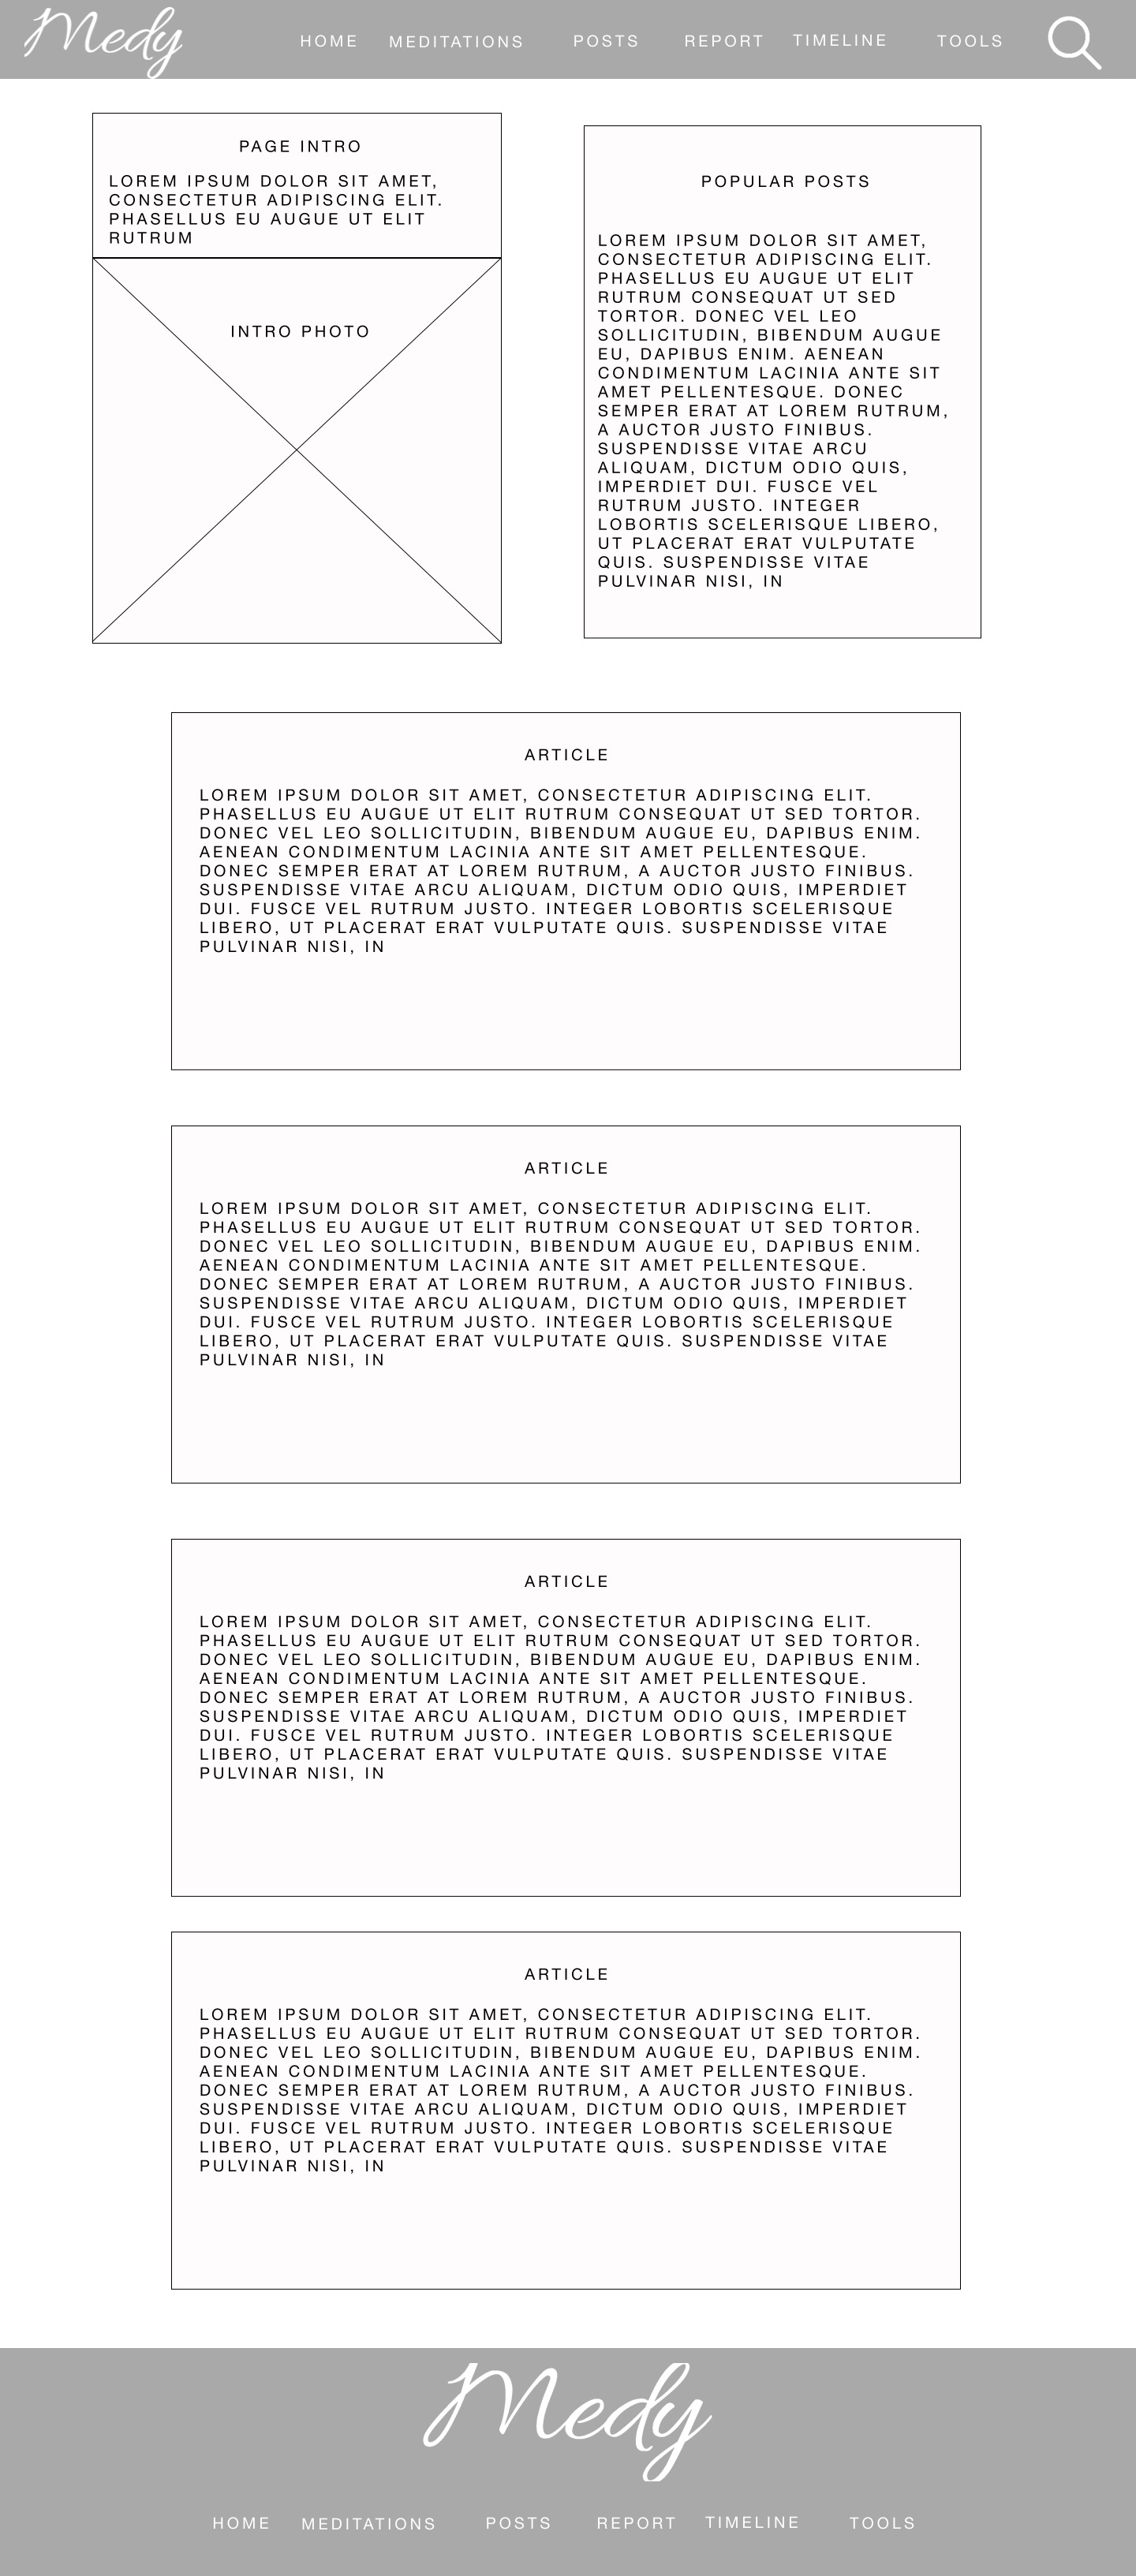 Medy
HOME MEDITATIONS POSTS REPORT TIMELINE TOOLS
PAGE INTRO
LOREM IPSUM DOLOR SIT AMET,
CONSECTETUR ADIPISCING ELIT.
PHASELLUS EU AUGUE UT ELIT
RUTRUM
INTRO PHOTO
POPULAR POSTS
LOREM IPSUM DOLOR SIT AMET,
CONSECTETUR ADIPISCING ELIT.
PHASELLUS EU AUGUE UT ELIT
RUTRUM CONSEQUAT UT SED
TORTOR. DONEC VEL LEO
SOLLICITUDIN, BIBENDUM AUGUE
EU, DAPIBUS ENIM. AENEAN
CONDIMENTUM LACINIA ANTE SIT
AMET PELLENTESQUE. DONEC
SEMPER ERAT AT LOREM RUTRUM,
A AUCTOR JUSTO FINIBUS.
SUSPENDISSE VITAE ARCU
ALIQUAM, DICTUM ODIO QUIS,
IMPERDIET DUI. FUSCE VEL
RUTRUM JUSTO. INTEGER
LOBORTIS SCELERISQUE LIBERO,
UT PLACERAT ERAT VULPUTATE
QUIS. SUSPENDISSE VITAE
PULVINAR NISI, IN
ARTICLE
LOREM IPSUM DOLOR SIT AMET, CONSECTETUR ADIPISCING ELIT.
PHASELLUS EU AUGUE UT ELIT RUTRUM CONSEQUAT UT SED TORTOR.
DONEC VEL LEO SOLLICITUDIN, BIBENDUM AUGUE EU, DAPIBUS ENIM.
AENEAN CONDIMENTUM LACINIA ANTE SIT AMET PELLENTESQUE.
DONEC SEMPER ERAT AT LOREM RUTRUM, A AUCTOR JUSTO FINIBUS.
SUSPENDISSE VITAE ARCU ALIQUAM, DICTUM ODIO QUIS, IMPERDIET
DUI. FUSCE VEL RUTRUM JUSTO. INTEGER LOBORTIS SCELERISQUE
LIBERO, UT PLACERAT ERAT VULPUTATE QUIS. SUSPENDISSE VITAE
PULVINAR NISI, IN
ARTICLE
LOREM IPSUM DOLOR SIT AMET, CONSECTETUR ADIPISCING ELIT.
PHASELLUS EU AUGUE UT ELIT RUTRUM CONSEQUAT UT SED TORTOR.
DONEC VEL LEO SOLLICITUDIN, BIBENDUM AUGUE EU, DAPIBUS ENIM.
AENEAN CONDIMENTUM LACINIA ANTE SIT AMET PELLENTESQUE.
DONEC SEMPER ERAT AT LOREM RUTRUM, A AUCTOR JUSTO FINIBUS.
SUSPENDISSE VITAE ARCU ALIQUAM, DICTUM ODIO QUIS, IMPERDIET
DUI. FUSCE VEL RUTRUM JUSTO. INTEGER LOBORTIS SCELERISQUE
LIBERO, UT PLACERAT ERAT VULPUTATE QUIS. SUSPENDISSE VITAE
PULVINAR NISI, IN
ARTICLE
LOREM IPSUM DOLOR SIT AMET, CONSECTETUR ADIPISCING ELIT.
PHASELLUS EU AUGUE UT ELIT RUTRUM CONSEQUAT UT SED TORTOR.
DONEC VEL LEO SOLLICITUDIN, BIBENDUM AUGUE EU, DAPIBUS ENIM.
AENEAN CONDIMENTUM LACINIA ANTE SIT AMET PELLENTESQUE.
DONEC SEMPER ERAT AT LOREM RUTRUM, A AUCTOR JUSTO FINIBUS.
SUSPENDISSE VITAE ARCU ALIQUAM, DICTUM ODIO QUIS, IMPERDIET
DUI. FUSCE VEL RUTRUM JUSTO. INTEGER LOBORTIS SCELERISQUE
LIBERO, UT PLACERAT ERAT VULPUTATE QUIS. SUSPENDISSE VITAE
PULVINAR NISI, IN
ARTICLE
LOREM IPSUM DOLOR SIT AMET, CONSECTETUR ADIPISCING ELIT.
PHASELLUS EU AUGUE UT ELIT RUTRUM CONSEQUAT UT SED TORTOR.
DONEC VEL LEO SOLLICITUDIN, BIBENDUM AUGUE EU, DAPIBUS ENIM.
AENEAN CONDIMENTUM LACINIA ANTE SIT AMET PELLENTESQUE.
DONEC SEMPER ERAT AT LOREM RUTRUM, A AUCTOR JUSTO FINIBUS.
SUSPENDISSE VITAE ARCU ALIQUAM, DICTUM ODIO QUIS, IMPERDIET
DUI. FUSCE VEL RUTRUM JUSTO. INTEGER LOBORTIS SCELERISQUE
LIBERO, UT PLACERAT ERAT VULPUTATE QUIS. SUSPENDISSE VITAE
PULVINAR NISI, IN
Medy
HOME MEDITATIONS POSTS REPORT TIMELINE TOOLS